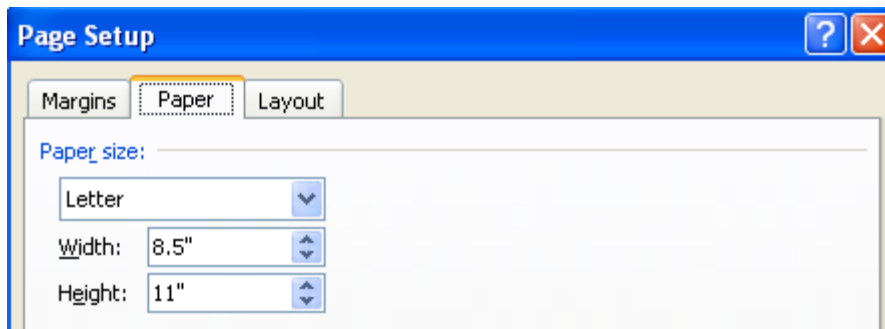 Page Setup ?
Margins Paper Layout
Paper size:
Letter
Width: 8.5"
Height: 11"